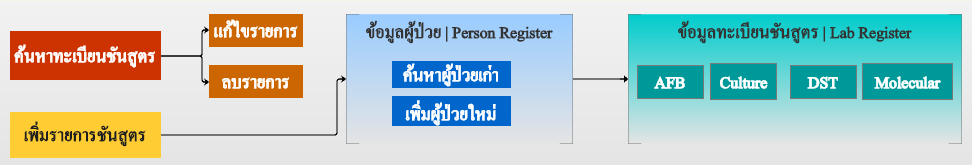 ค้นหาทะเบียนชันสูตร
แก้ไขรายการ
ลบรายการ
เพิ่มรายการชันสูตร
ข้อมูลผู้ป่วย | Person Register
ค้นหาผู้ป่วยเก่า
เพิ่มผู้ป่วยใหม่
ข้อมูลทะเบียนชันสูตร | Lab Register
AFB Culture DST Molecular